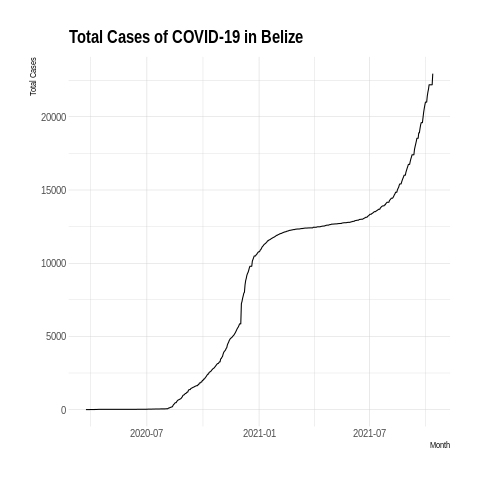 Total Cases of COVID-19 in Belize
Total Cases
20000
15000
10000
5000
0
2020-07
2021-01
2021-07
Month